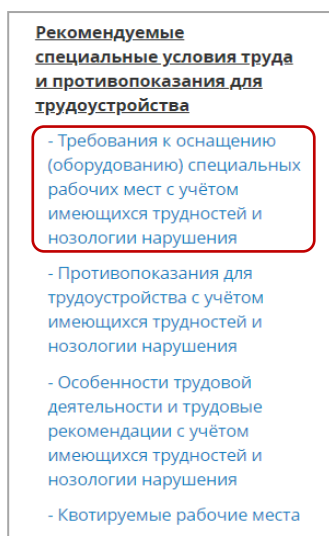 Рекомендуемые
специальные условия труда
и противопоказания для
трудоустройства
- Требования к оснащению
(оборудованию) специальных
рабочих мест с учётом
имеющихся трудностей и
нозологии нарушения
- Противопоказания для
трудоустройства с учётом
имеющихся трудностей и
нозологии нарушения
- Особенности трудовой
деятельности и трудовые
рекомендации с учётом
имеющихся трудностей и
нозологии нарушения
- Квотируемые рабочие места